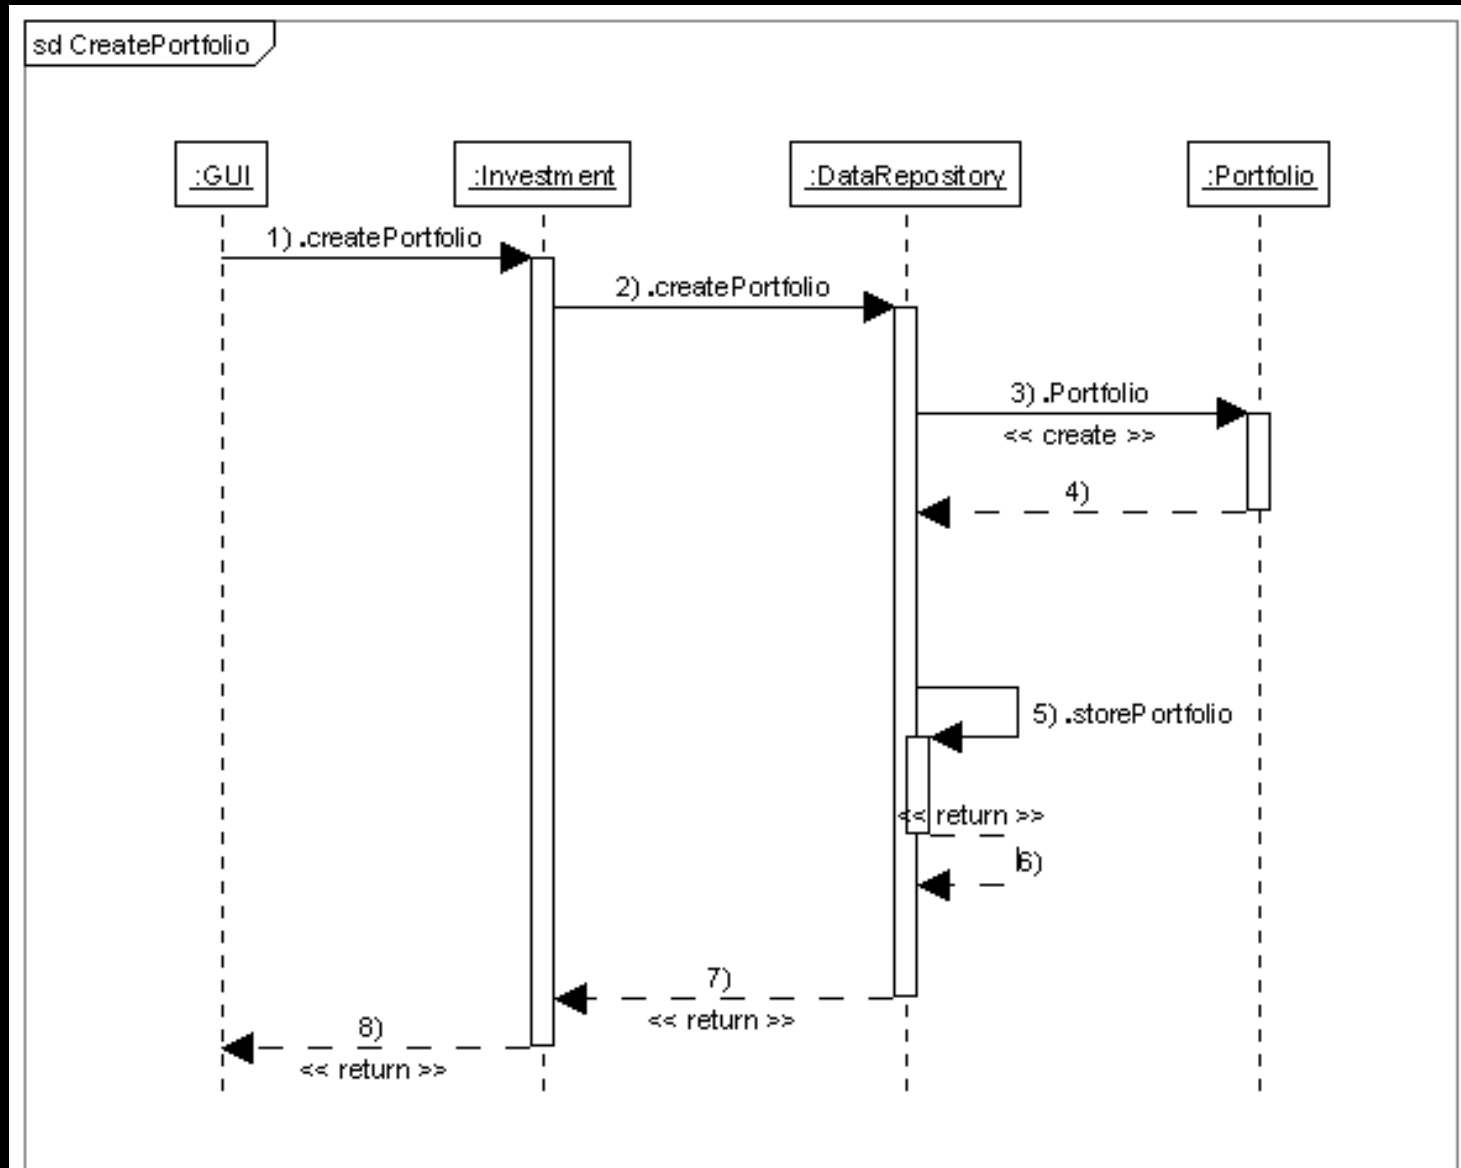 sd CreatePortfolio
:GUI
:Investment
:DataRepository
:Portfolio
1) .createPortfolio
2) .createPortfolio
3) .Portfolio
<< create >>
4)
5) .storePortfolio
<< return >>
6)
7)
<< return >>
8)
<< return >>